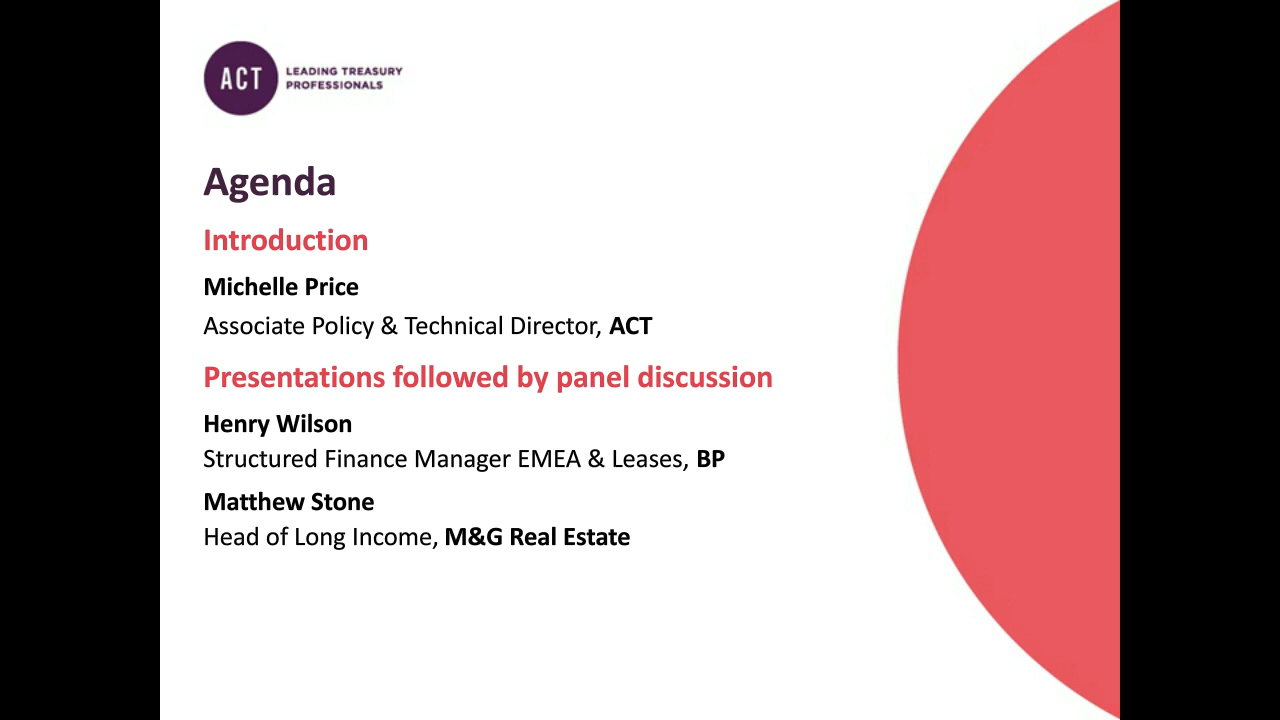 ACT
LEADING TREASURY
PROFESSIONALS
Agenda
Introduction
Michelle Price
Associate Policy & Technical Director, ACT
Presentations followed by panel discussion
Henry Wilson
Structured Finance Manager EMEA & Leases, BP
Matthew Stone
Head of Long Income, M&G Real Estate